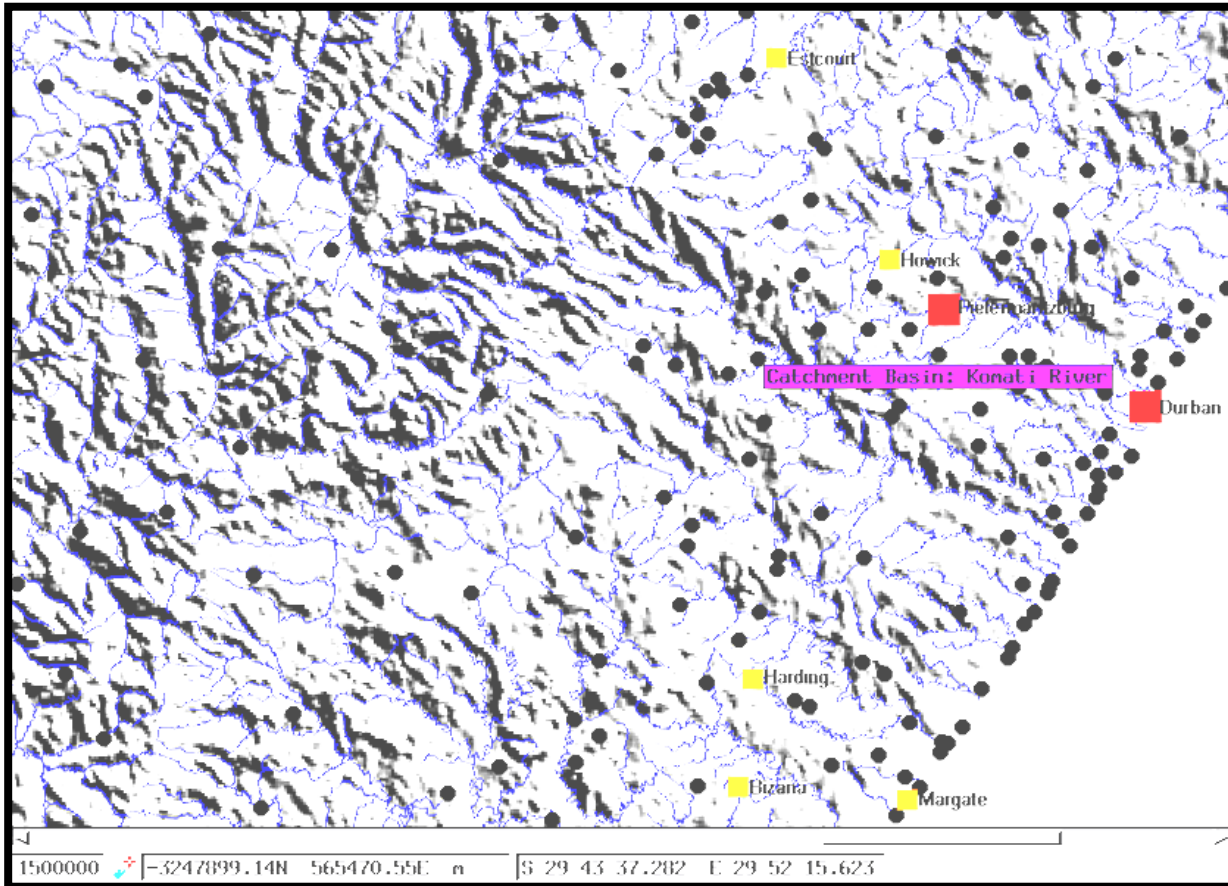 Estcourt
Howick
Pietermaritzburg
Catchment Basin: Komati River
Durban
Harding
Bizana
Margate
1500000 -3247899.14N 565470.55E m S 29 43 37.282 E 29 52 15.623